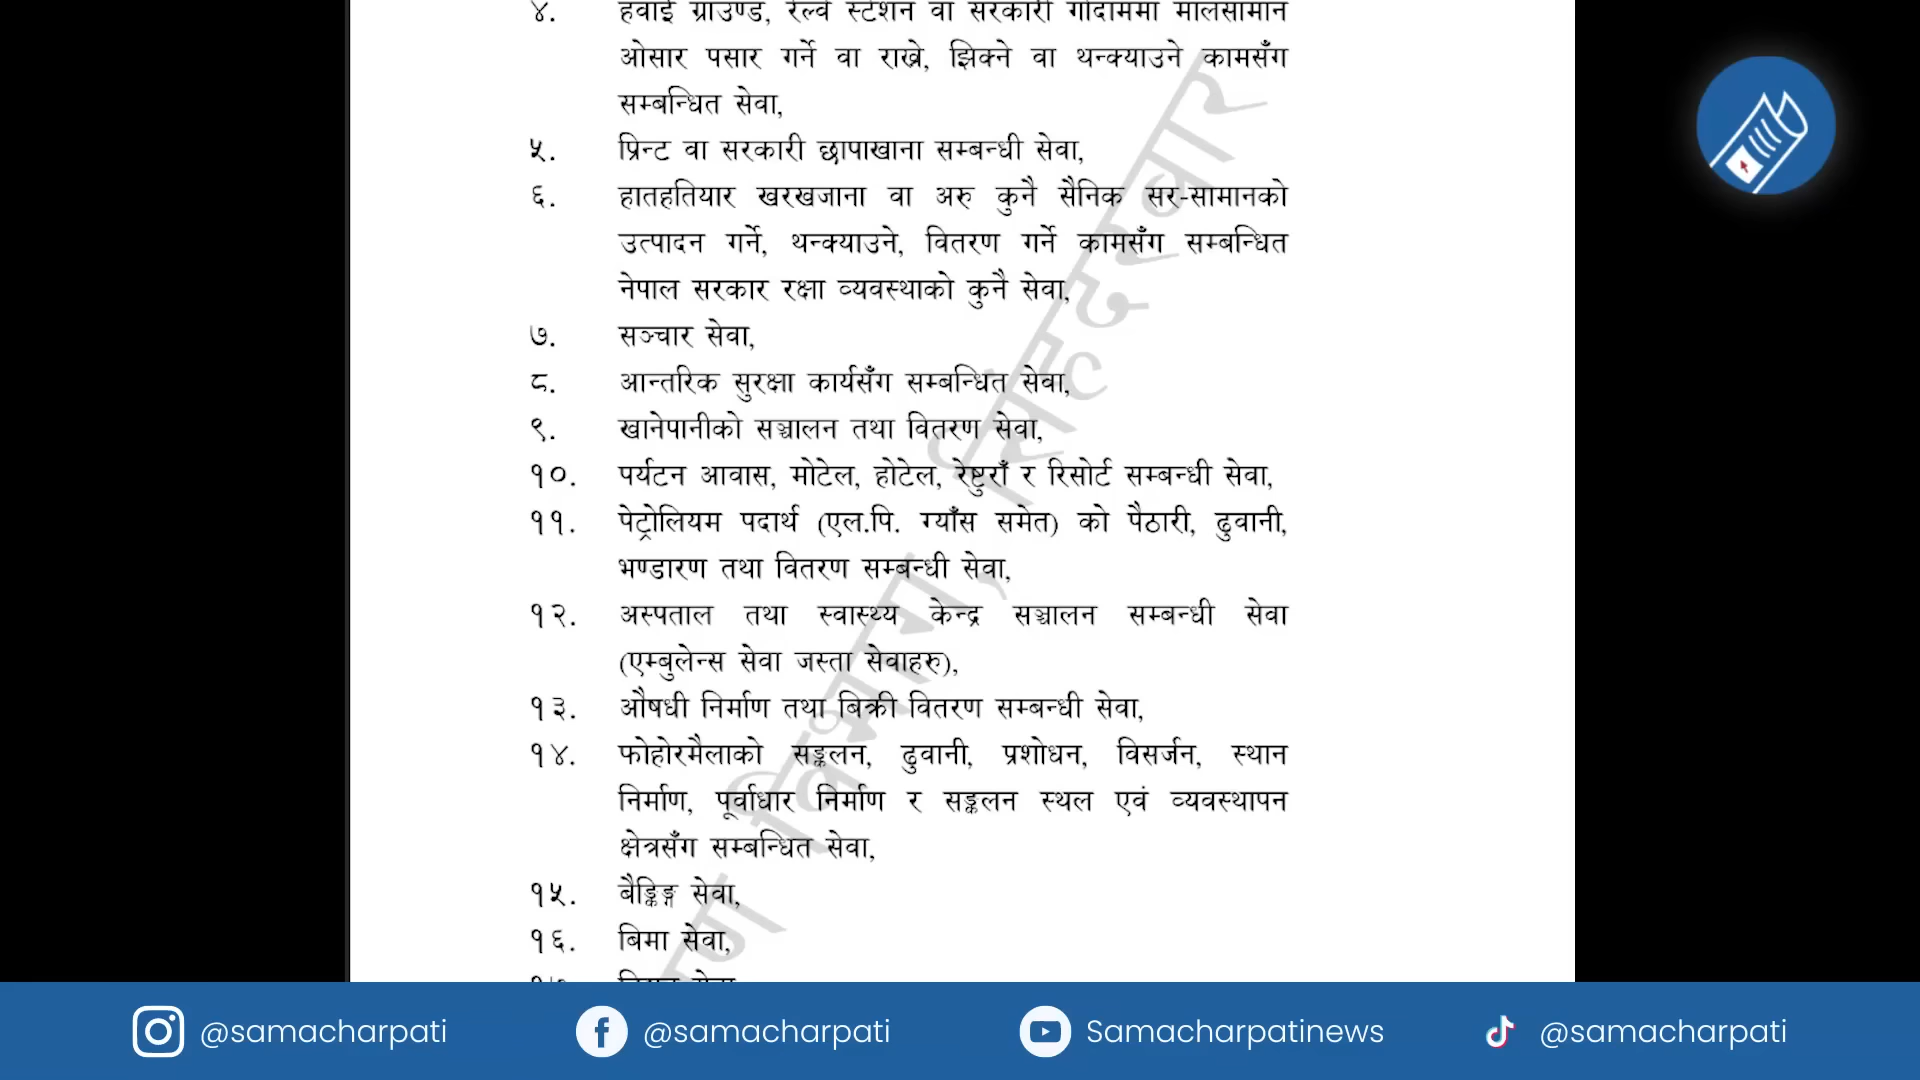 ४. हवाई ग्राउण्ड, रेल्वे स्टेशन वा सरकारी गोदाममा मालसामान
ओसार पसार गर्ने वा राख्ने, झिक्ने वा थन्क्याउने कामसँग
सम्बन्धित सेवा,
५. प्रिन्ट वा सरकारी छापाखाना सम्बन्धी सेवा,
६. हातहतियार खरखजाना वा अरु कुनै सैनिक सर-सामानको
उत्पादन गर्ने, थन्क्याउने, वितरण गर्ने कामसँग सम्बन्धित
नेपाल सरकार रक्षा व्यवस्थाको कुनै सेवा,
७. सञ्चार सेवा,
८. आन्तरिक सुरक्षा कार्यसँग सम्बन्धित सेवा,
९. खानेपानीको सञ्चालन तथा वितरण सेवा,
१०. पर्यटन आवास, मोटेल, होटेल, रेष्टुराँ र रिसोर्ट सम्बन्धी सेवा,
११. पेट्रोलियम पदार्थ (एल.पि. ग्याँस समेत) को पैठारी, ढुवानी,
भण्डारण तथा वितरण सम्बन्धी सेवा,
१२. अस्पताल तथा स्वास्थ्य केन्द्र सञ्चालन सम्बन्धी सेवा
(एम्बुलेन्स सेवा जस्ता सेवाहरु),
१३. औषधी निर्माण तथा बिक्री वितरण सम्बन्धी सेवा,
१४. फोहोरमैलाको सङ्कलन, ढुवानी, प्रशोधन, विसर्जन, स्थान
निर्माण, पूर्वाधार निर्माण र सङ्कलन स्थल एवं व्यवस्थापन
क्षेत्रसँग सम्बन्धित सेवा,
१५. बैङ्किङ्ग सेवा,
१६. बिमा सेवा,
विभाग, सिंहदरबार
@samacharpati
@samacharpati
Samacharpatinews
@samacharpati